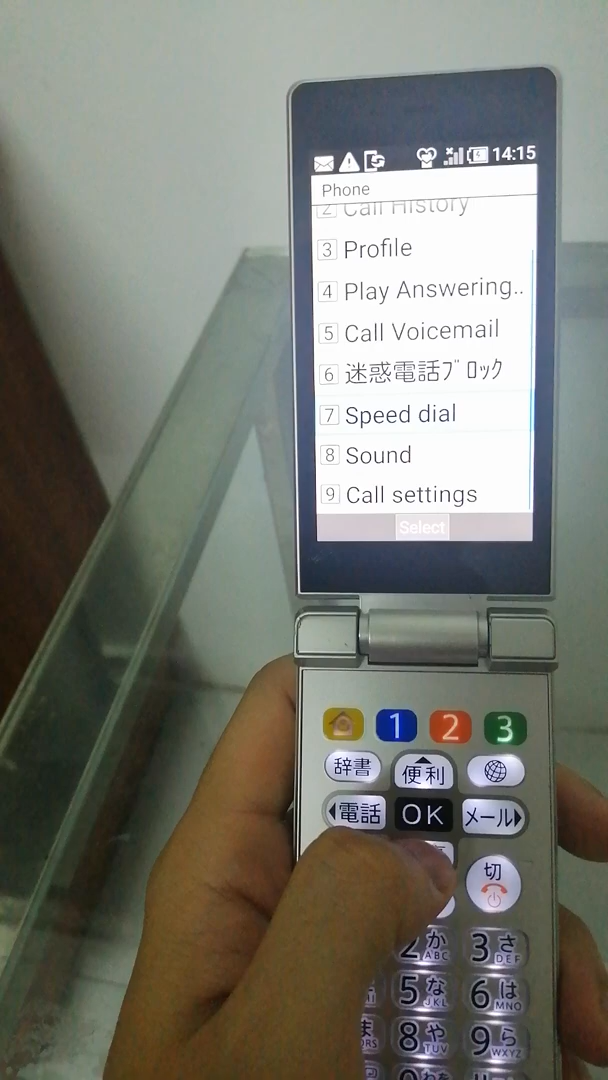 14:15
Phone
2 Call History
3 Profile
4 Play Answering..
5 Call Voicemail
6 迷惑電話ﾌﾞﾛｯｸ
7 Speed dial
8 Sound
9 Call settings
Select
1 2 3
辞書 便利
電話 OK メール
切
2 か ABC 3 さ DEF
5 な JKL 6 は MNO
8 や TUV 9 ら WXYZ